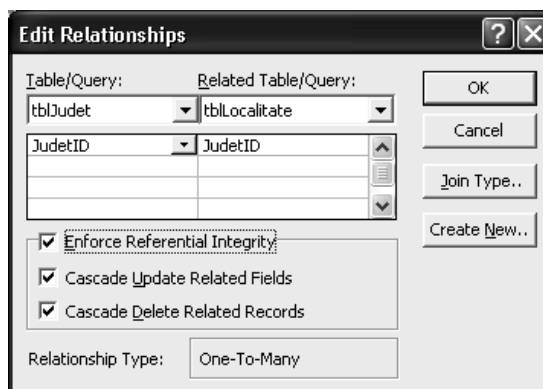 Edit Relationships
Table/Query: Related Table/Query:
tblJudet tblLocalitate
JudetID JudetID
OK
Cancel
Join Type..
Create New..
Enforce Referential Integrity
Cascade Update Related Fields
Cascade Delete Related Records
Relationship Type: One-To-Many